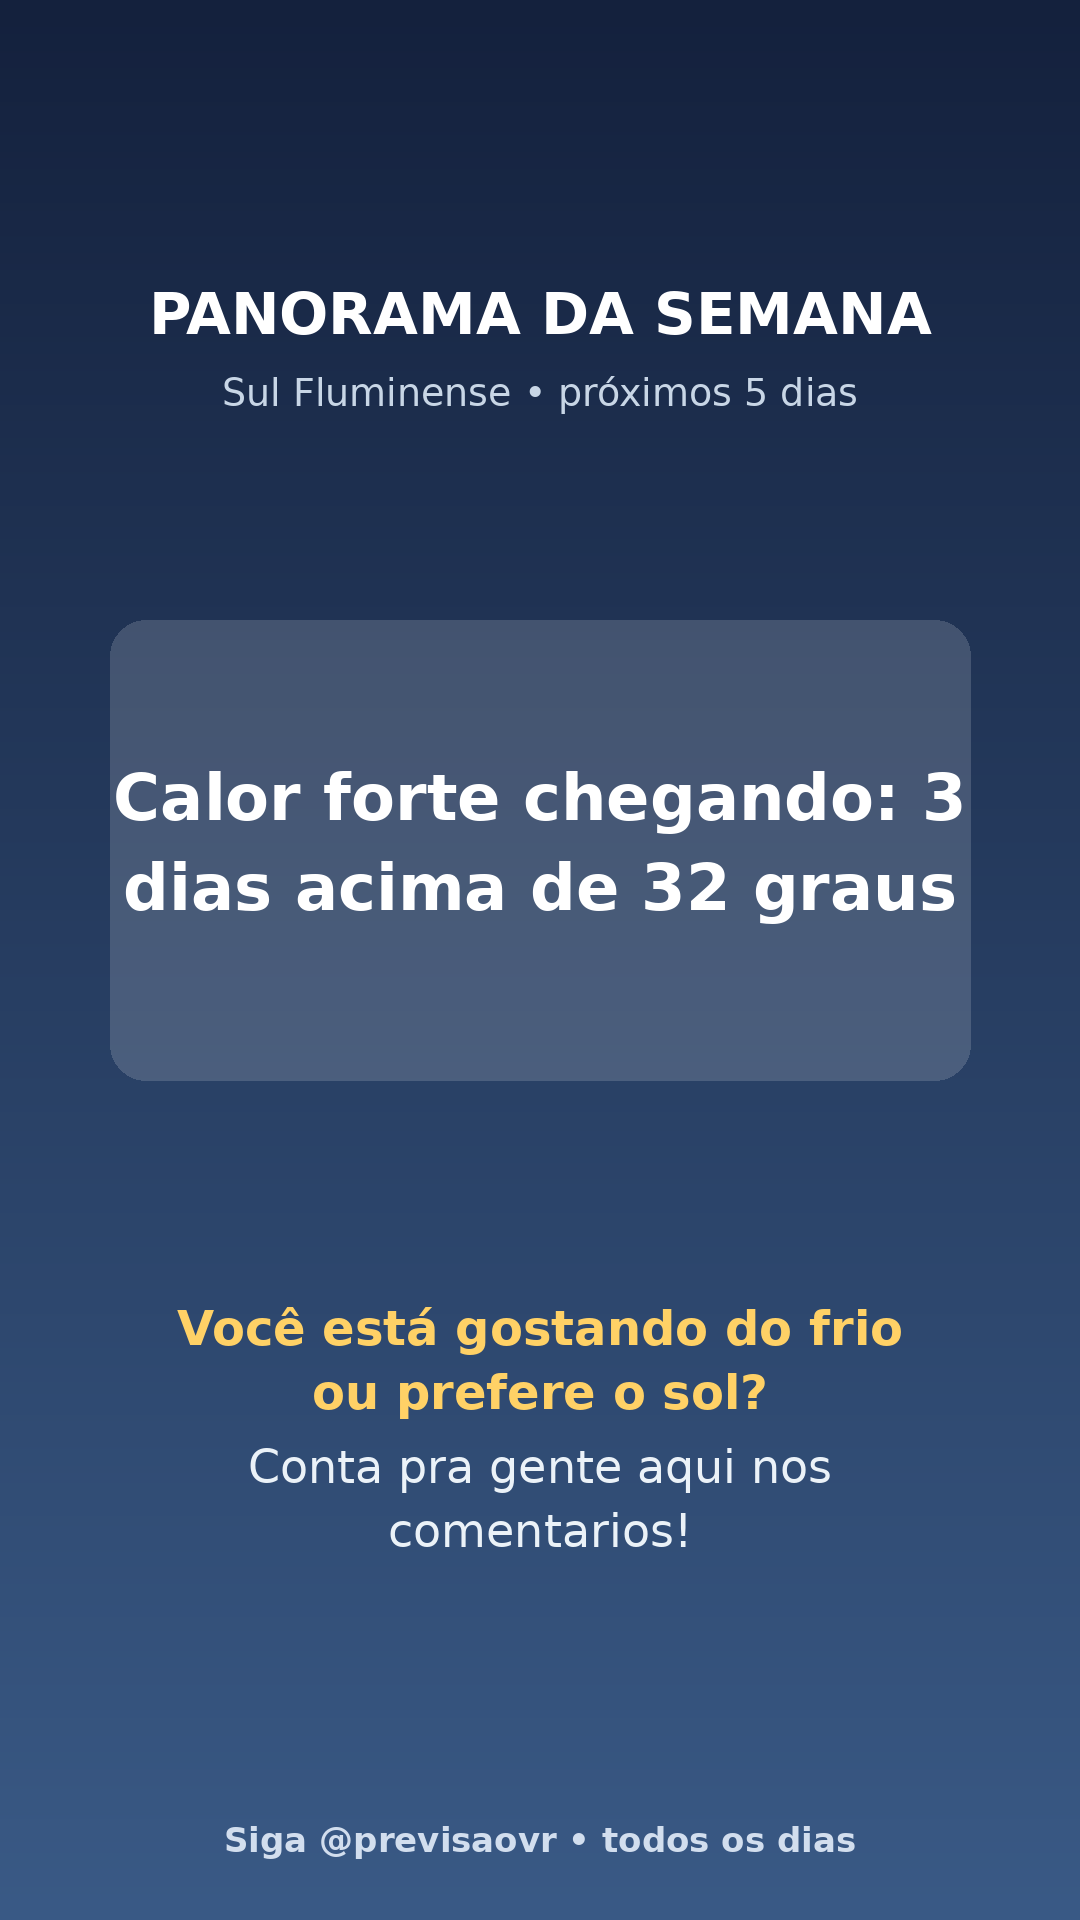 PANORAMA DA SEMANA
Sul Fluminense • próximos 5 dias
Calor forte chegando: 3
dias acima de 32 graus
Você está gostando do frio
ou prefere o sol?
Conta pra gente aqui nos
comentarios!
Siga @previsaovr • todos os dias